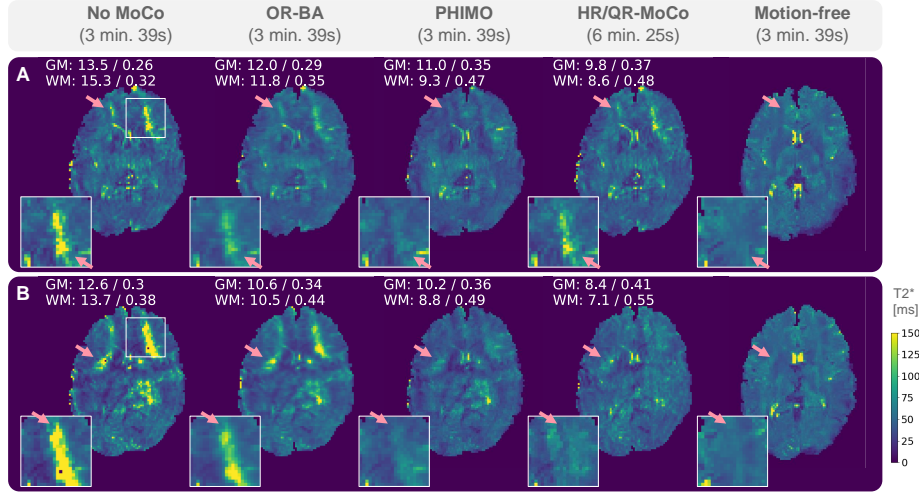 No MoCo OR-BA PHIMO HR/QR-MoCo Motion-free
(3 min. 39s) (3 min. 39s) (3 min. 39s) (6 min. 25s) (3 min. 39s)
A
GM: 13.5 / 0.26 GM: 12.0 / 0.29 GM: 11.0 / 0.35 GM: 9.8 / 0.37
WM: 15.3 / 0.32 WM: 11.8 / 0.35 WM: 9.3 / 0.47 WM: 8.6 / 0.48
B
GM: 12.6 / 0.3 GM: 10.6 / 0.34 GM: 10.2 / 0.36 GM: 8.4 / 0.41
WM: 13.7 / 0.38 WM: 10.5 / 0.44 WM: 8.8 / 0.49 WM: 7.1 / 0.55
T2*
[ms]
150
125
100
75
50
25
0